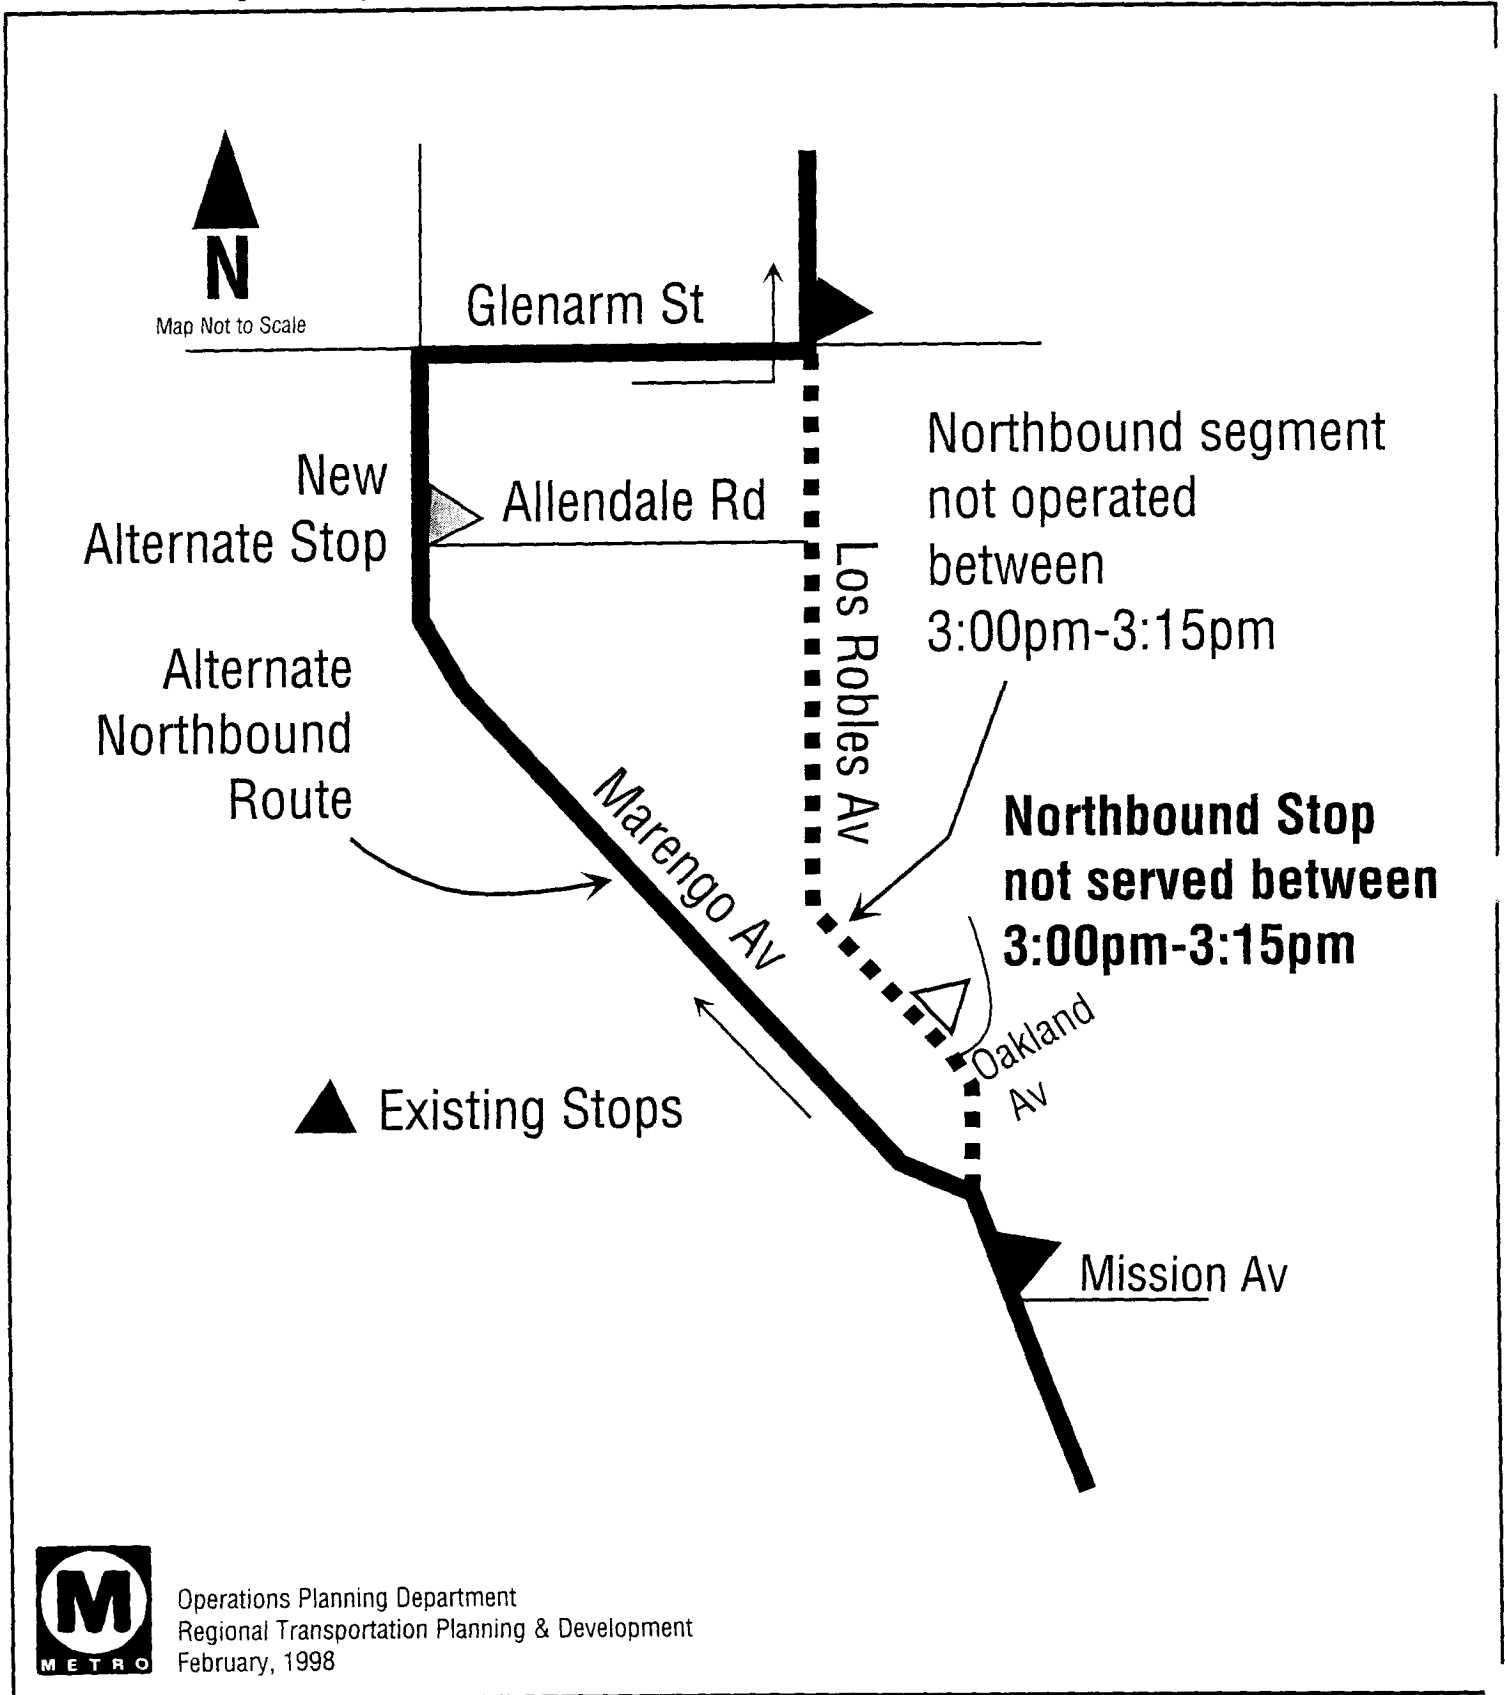 N
Map Not to Scale
Glenarm St
New
Alternate Stop
Allendale Rd
Northbound segment
not operated
between
3:00pm-3:15pm
Los Robles Av
Alternate
Northbound
Route
Marengo Av
Northbound Stop
not served between
3:00pm-3:15pm
Oakland
Av
Existing Stops
Mission Av
M
METRO
Operations Planning Department
Regional Transportation Planning & Development
February, 1998